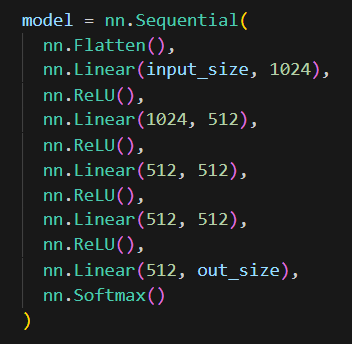 model = nn.Sequential(
nn.Flatten(),
nn.Linear(input_size, 1024),
nn.ReLU(),
nn.Linear(1024, 512),
nn.ReLU(),
nn.Linear(512, 512),
nn.ReLU(),
nn.Linear(512, 512),
nn.ReLU(),
nn.Linear(512, out_size),
nn.Softmax()
)